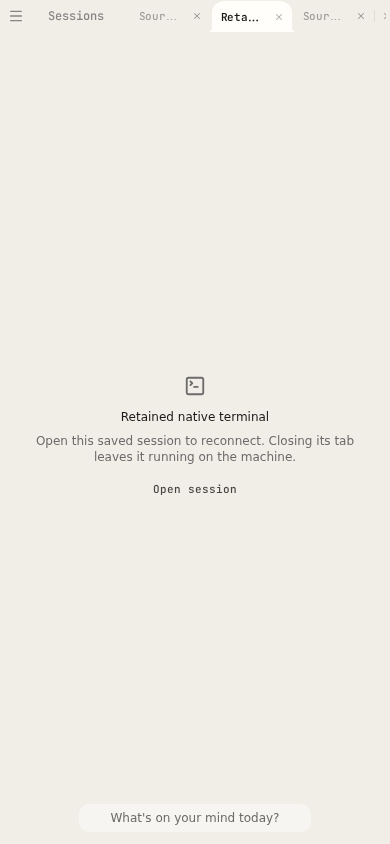 Sessions
Sour...
Reta...
Sour...
Retained native terminal
Open this saved session to reconnect. Closing its tab
leaves it running on the machine.
Open session
What's on your mind today?